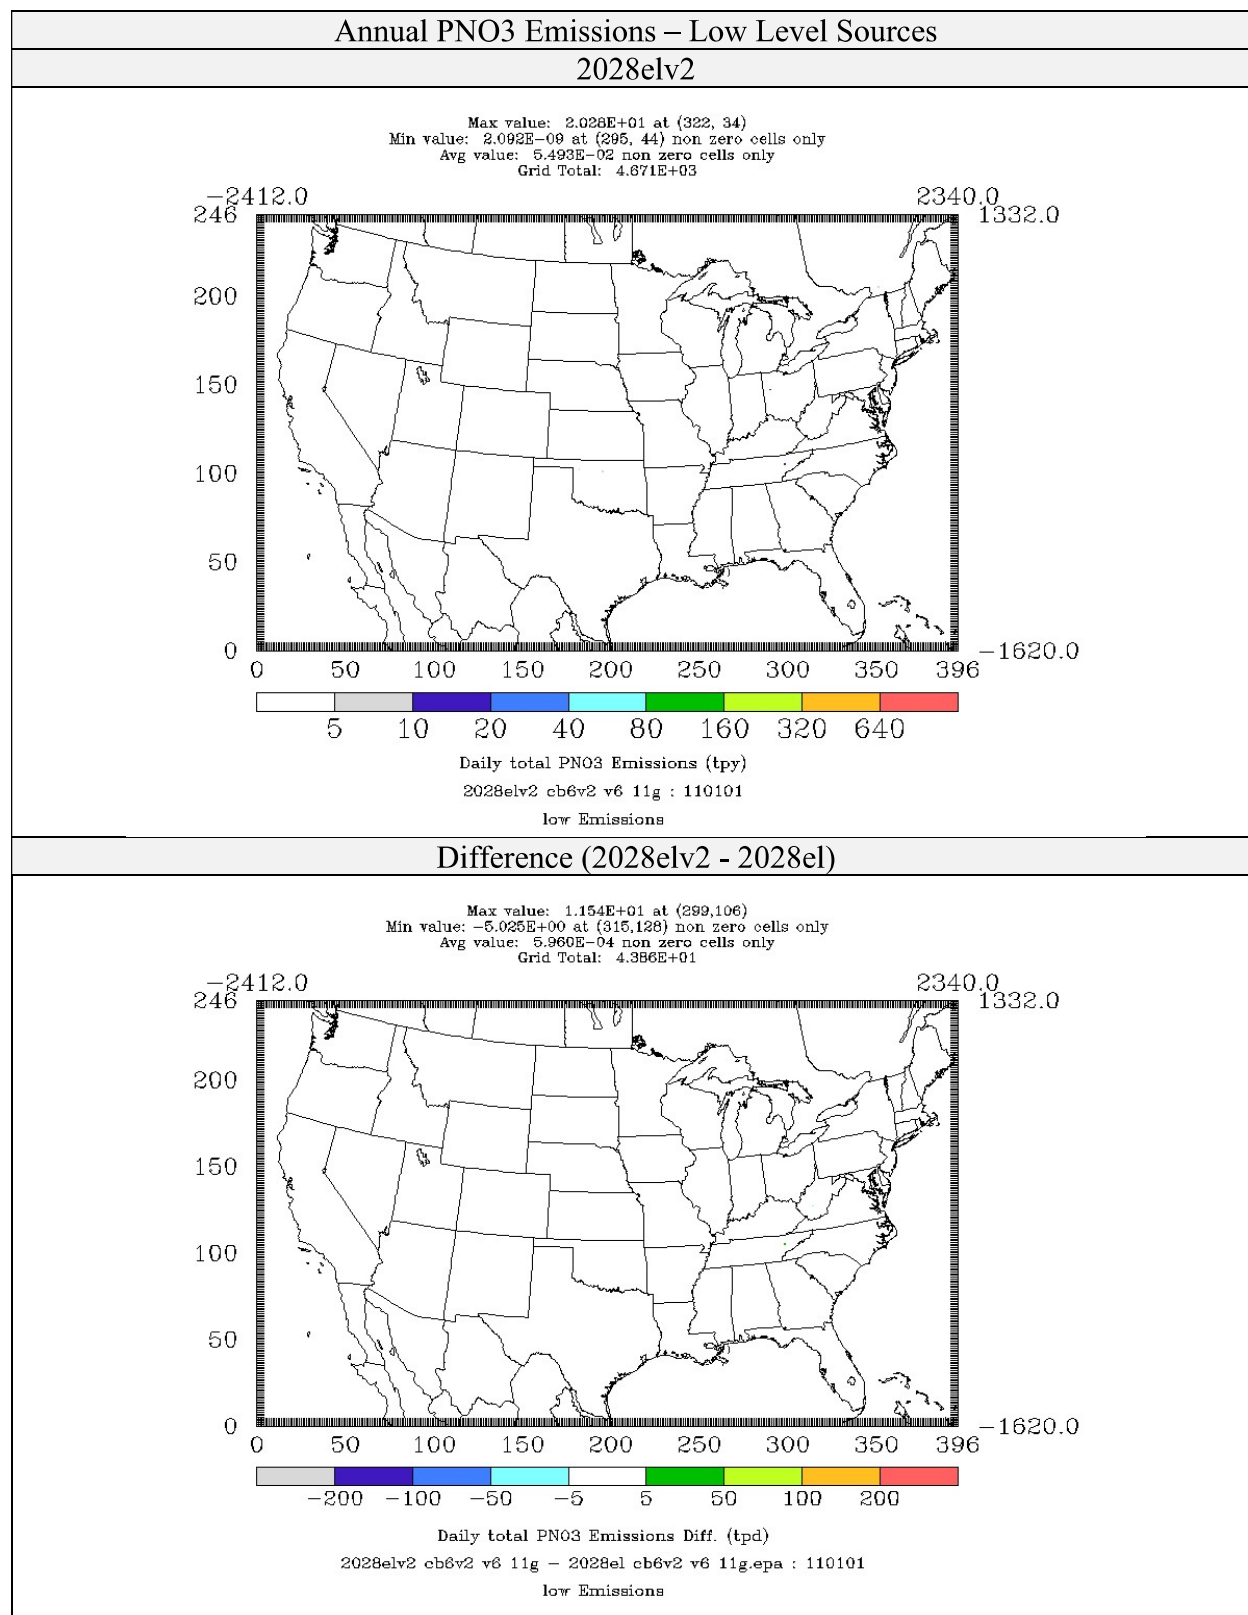 Annual PNO3 Emissions – Low Level Sources
2028elv2
Max value: 2.028E+01 at (322, 34)
Min value: 2.092E-09 at (295, 44) non zero cells only
Avg value: 5.493E-02 non zero cells only
Grid Total: 4.671E+03
-2412.0 2340.0
246 1332.0
200
150
100
50
0 -1620.0
0 50 100 150 200 250 300 350 396
5 10 20 40 80 160 320 640
Daily total PNO3 Emissions (tpy)
2028elv2 cb6v2 v6 11g : 110101
low Emissions
Difference (2028elv2 - 2028el)
Max value: 1.154E+01 at (299,106)
Min value: -5.025E+00 at (315,128) non zero cells only
Avg value: 5.960E-04 non zero cells only
Grid Total: 4.386E+01
-2412.0 2340.0
246 1332.0
200
150
100
50
0 -1620.0
0 50 100 150 200 250 300 350 396
-200 -100 -50 -5 5 50 100 200
Daily total PNO3 Emissions Diff. (tpd)
2028elv2 cb6v2 v6 11g - 2028el cb6v2 v6 11g.epa : 110101
low Emissions